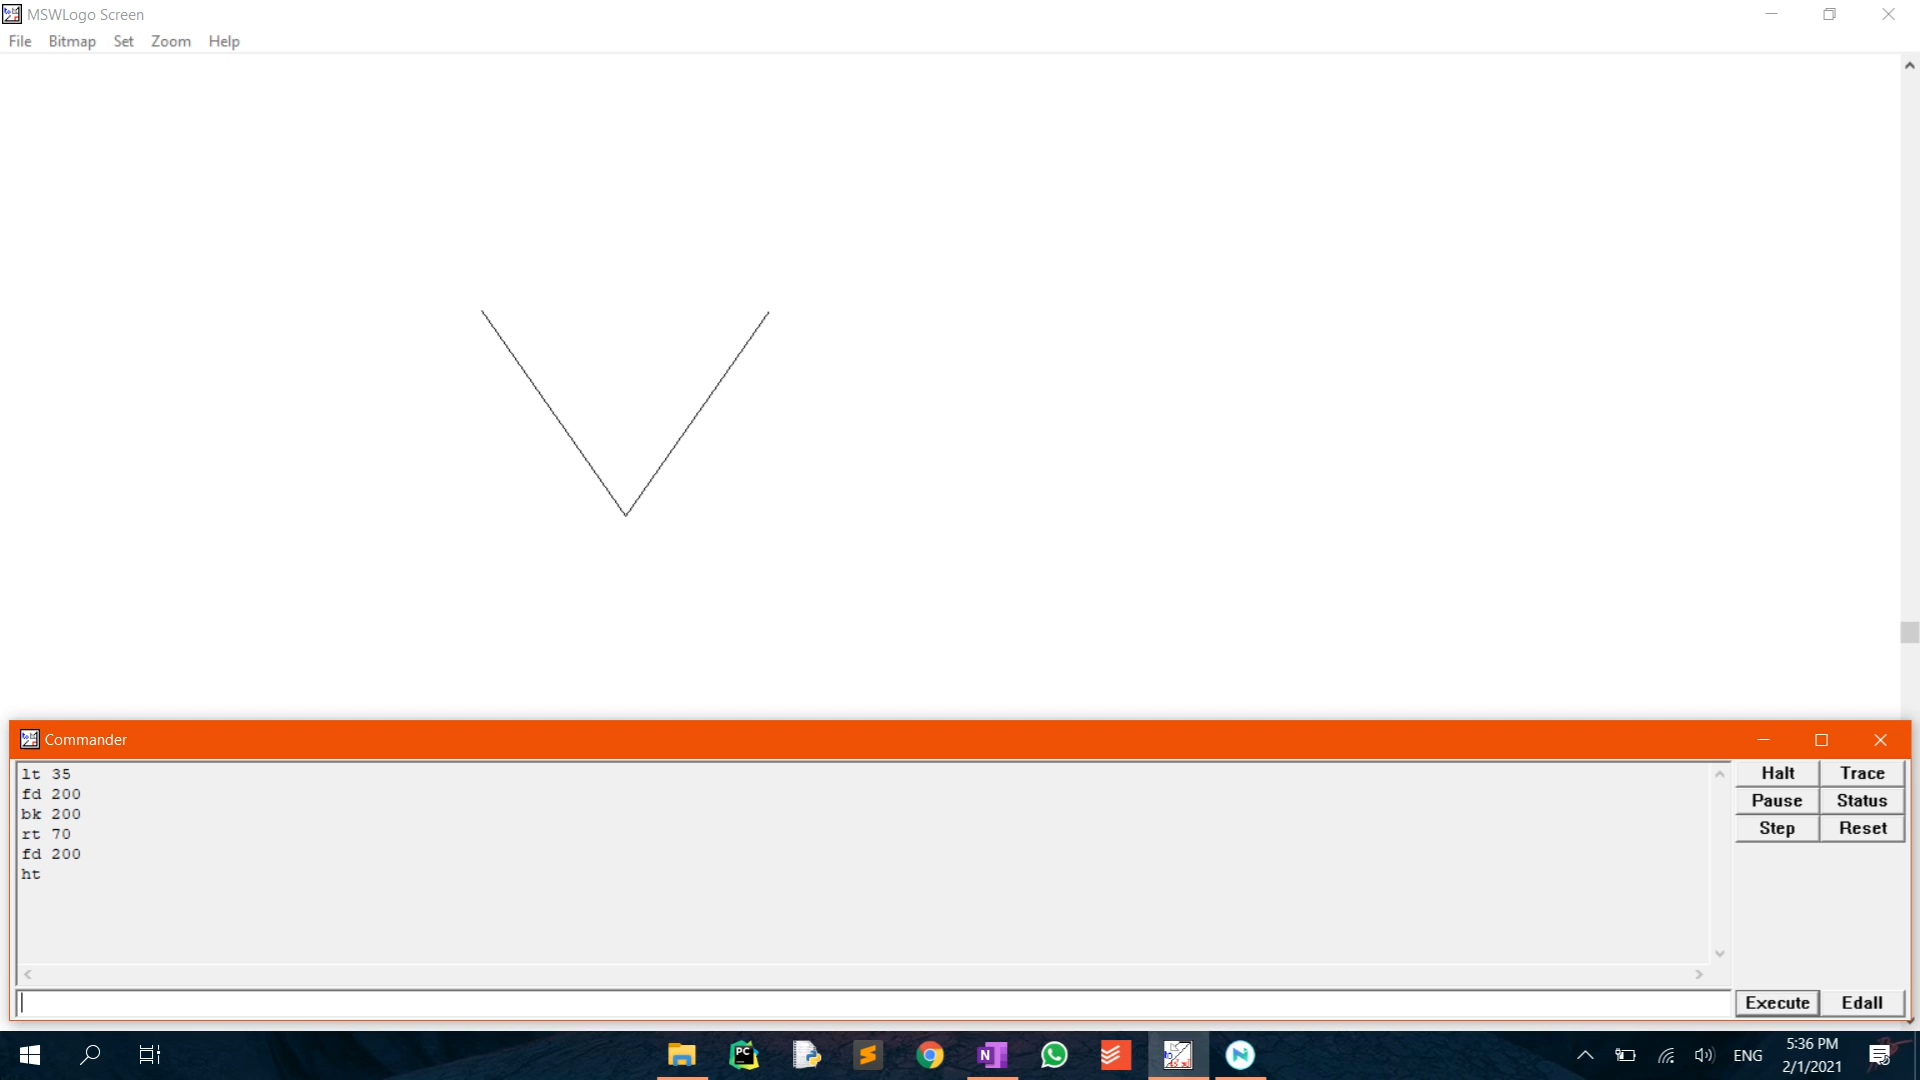 MSWLogo Screen
File Bitmap Set Zoom Help
Commander
lt 35
fd 200
bk 200
rt 70
fd 200
ht
Halt Trace
Pause Status
Step Reset
Execute Edall
PC
N
ENG
5:36 PM
2/1/2021